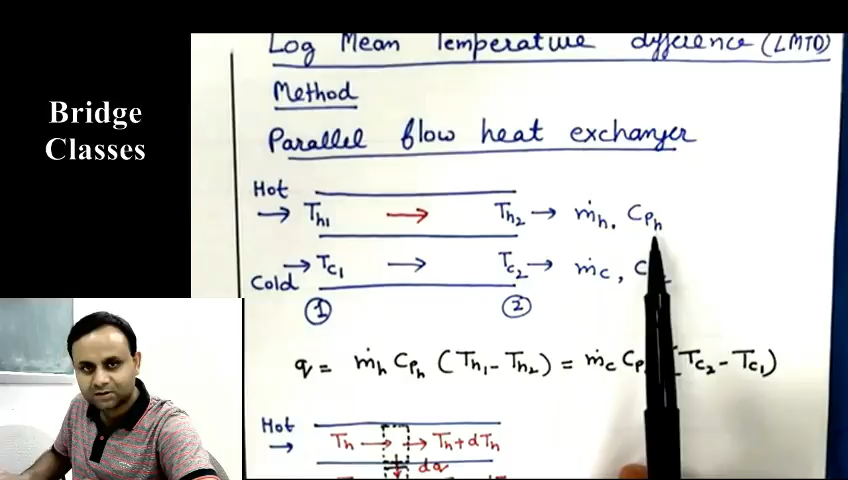 Bridge
Classes
Log Mean Temperature difference (LMTD)
Method
Parallel flow heat exchanger
Hot
→ Th1 → Th2 → ṁh, CPh
Cold → Tc1 → Tc2 → ṁc, C
① ②
q = ṁh CPh (Th1 - Th2) = ṁc CP (Tc2 - Tc1)
Hot
→ Th → → Th + dTh
dq